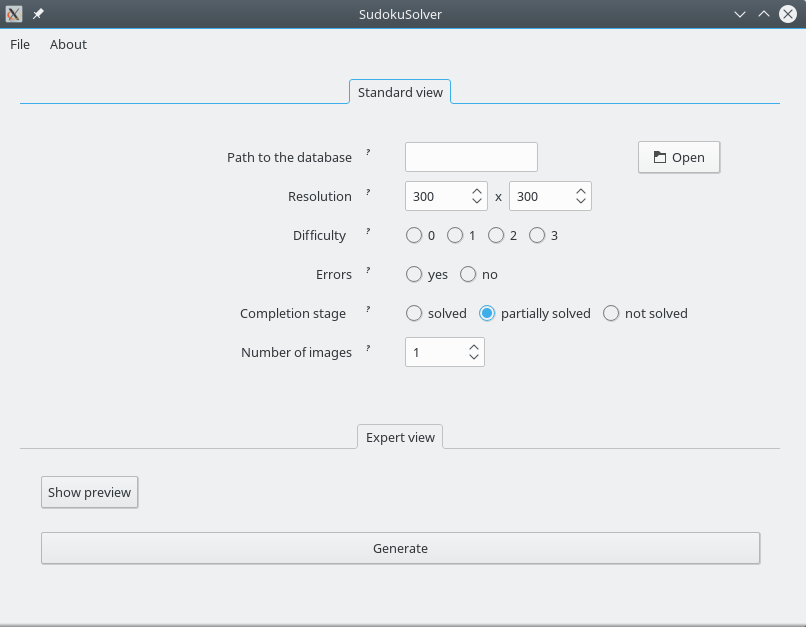 SudokuSolver
File About
Standard view
Path to the database ? Open
Resolution ? 300 x 300
Difficulty ? 0 1 2 3
Errors ? yes no
Completion stage ? solved partially solved not solved
Number of images ? 1
Expert view
Show preview
Generate